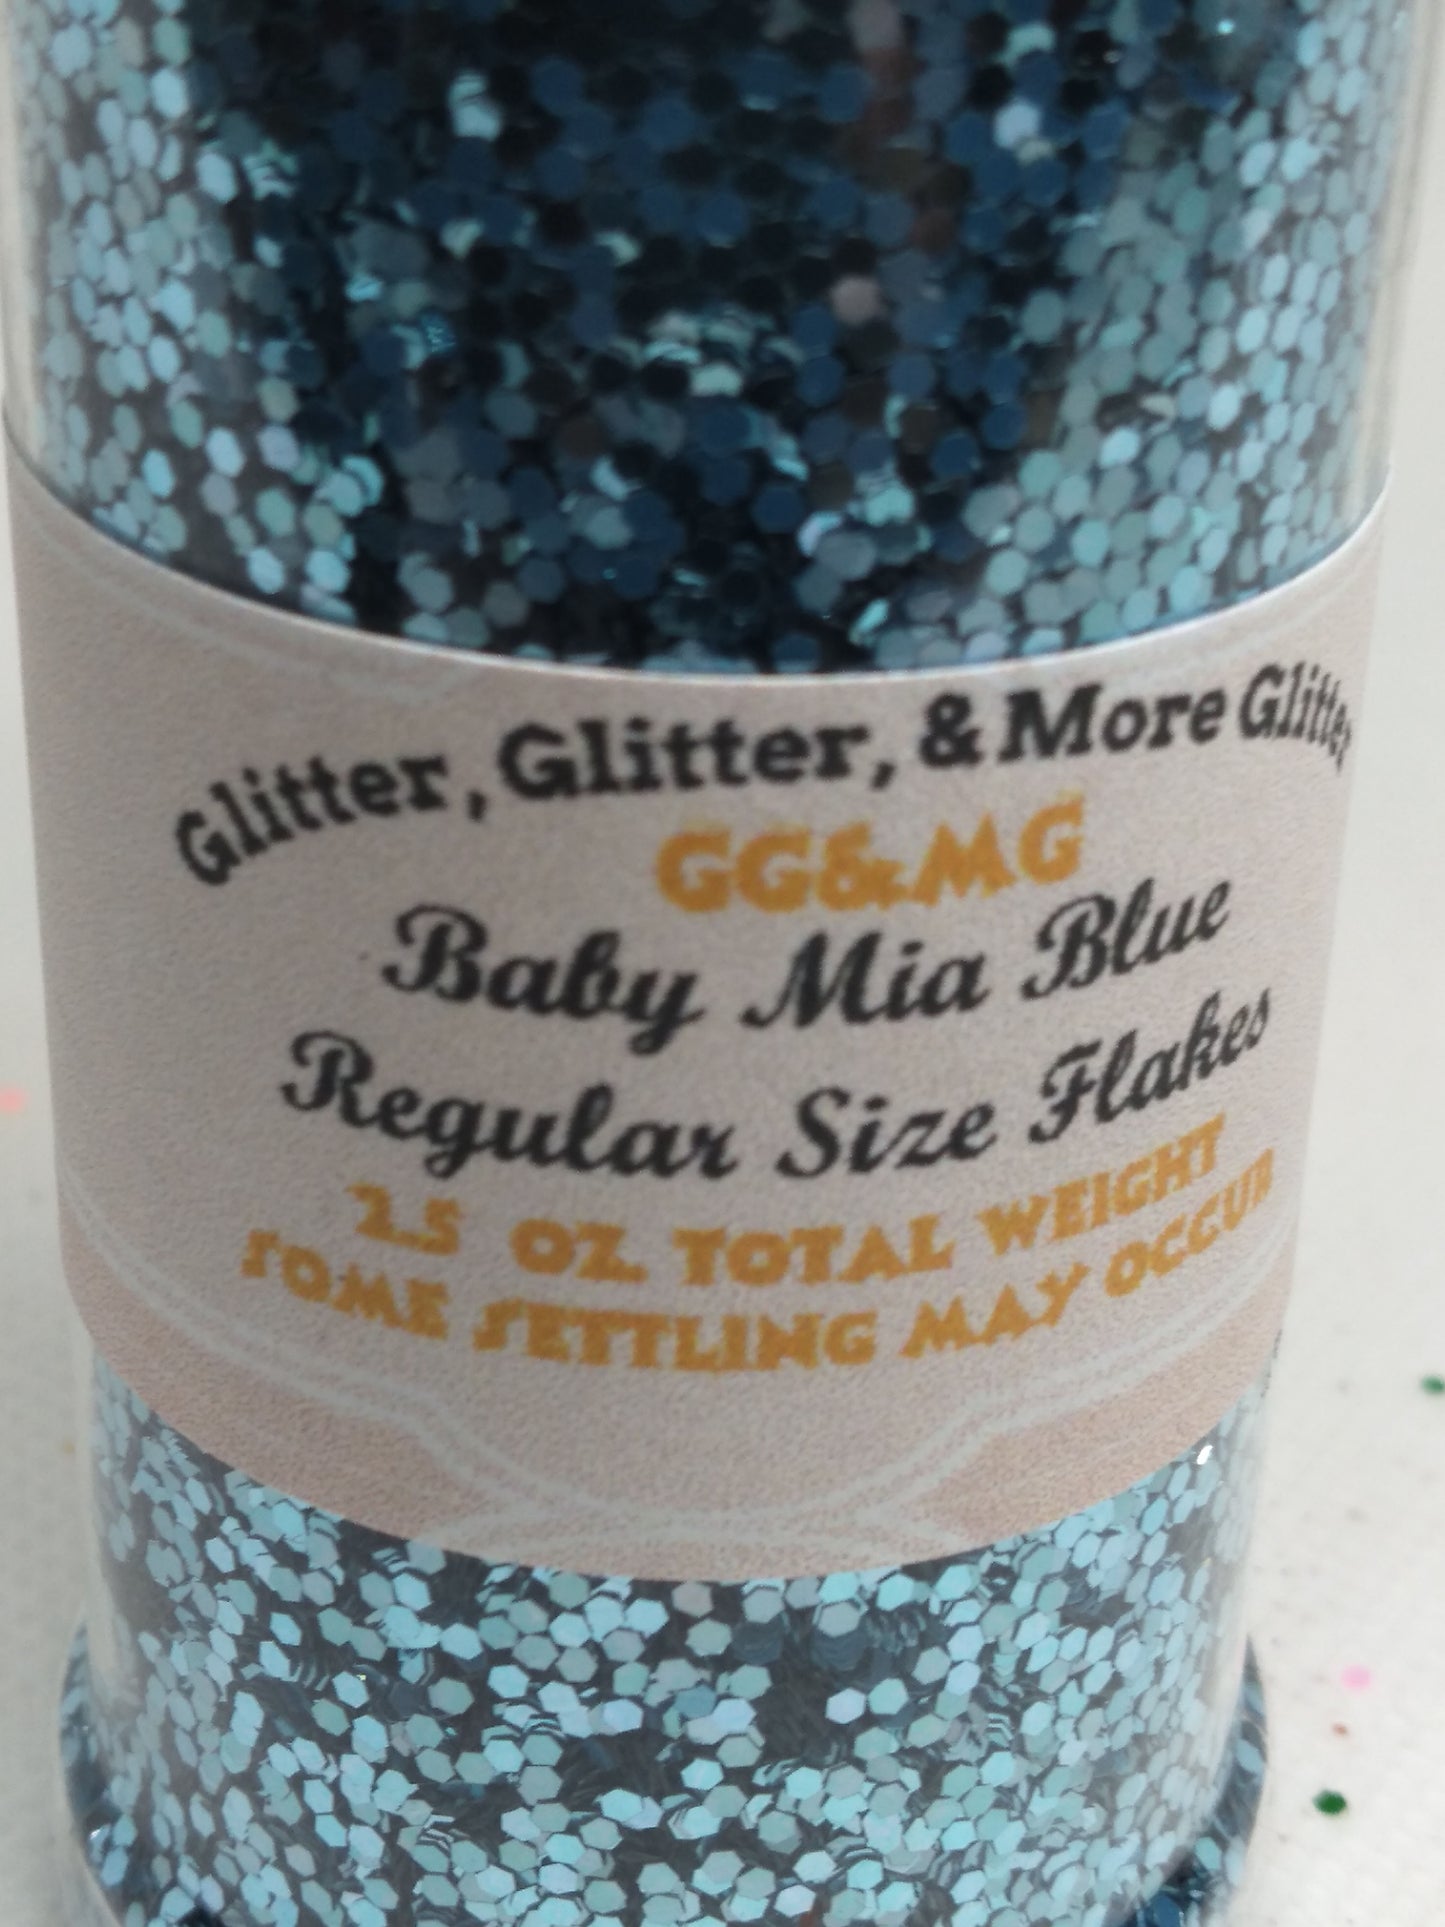 Glitter, Glitter, & More Glitter
GG&MG
Baby Mia Blue
Regular Size Flakes
2.5 OZ. TOTAL WEIGHT
SOME SETTLING MAY OCCUR